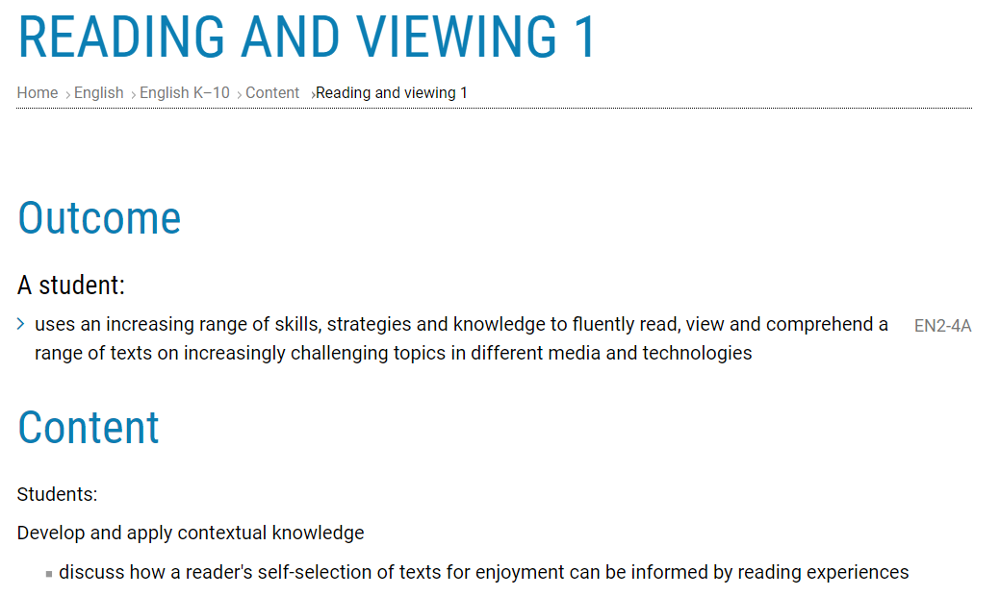 READING AND VIEWING 1
Home › English › English K–10 › Content ›Reading and viewing 1
Outcome
A student:
uses an increasing range of skills, strategies and knowledge to fluently read, view and comprehend a EN2-4A
range of texts on increasingly challenging topics in different media and technologies
Content
Students:
Develop and apply contextual knowledge
discuss how a reader's self-selection of texts for enjoyment can be informed by reading experiences